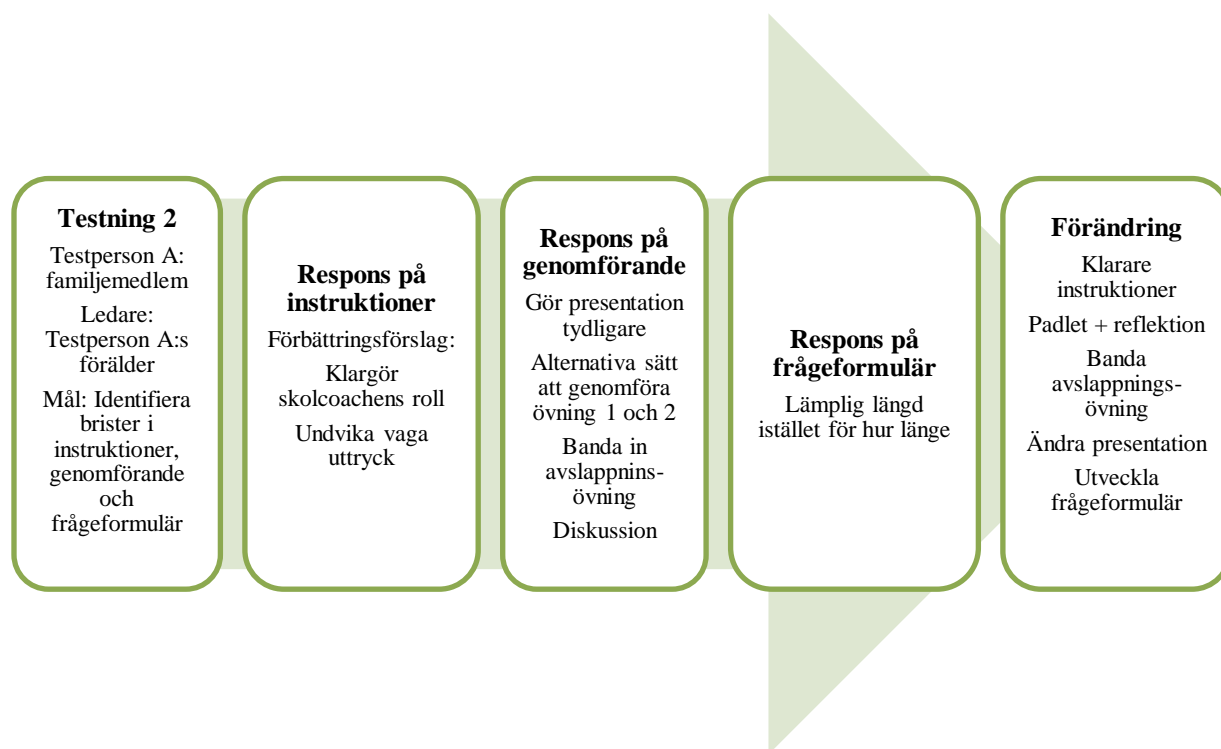 Testning 2
Testperson A:
familjemedlem
Ledare:
Testperson A:s
förälder
Mål: Identifiera
brister i
instruktioner,
genomförande
och
frågeformulär
Respons på
instruktioner
Förbättringsförslag:
Klargör
skolcoachens roll
Undvika vaga
uttryck
Respons på
genomförande
Gör presentation
tydligare
Alternativa sätt
att genomföra
övning 1 och 2
Banda in
avslappnins-
övning
Diskussion
Respons på
frågeformulär
Lämplig längd
istället för hur länge
Förändring
Klarare
instruktioner
Padlet + reflektion
Banda
avslappnings-
övning
Ändra presentation
Utveckla
frågeformulär